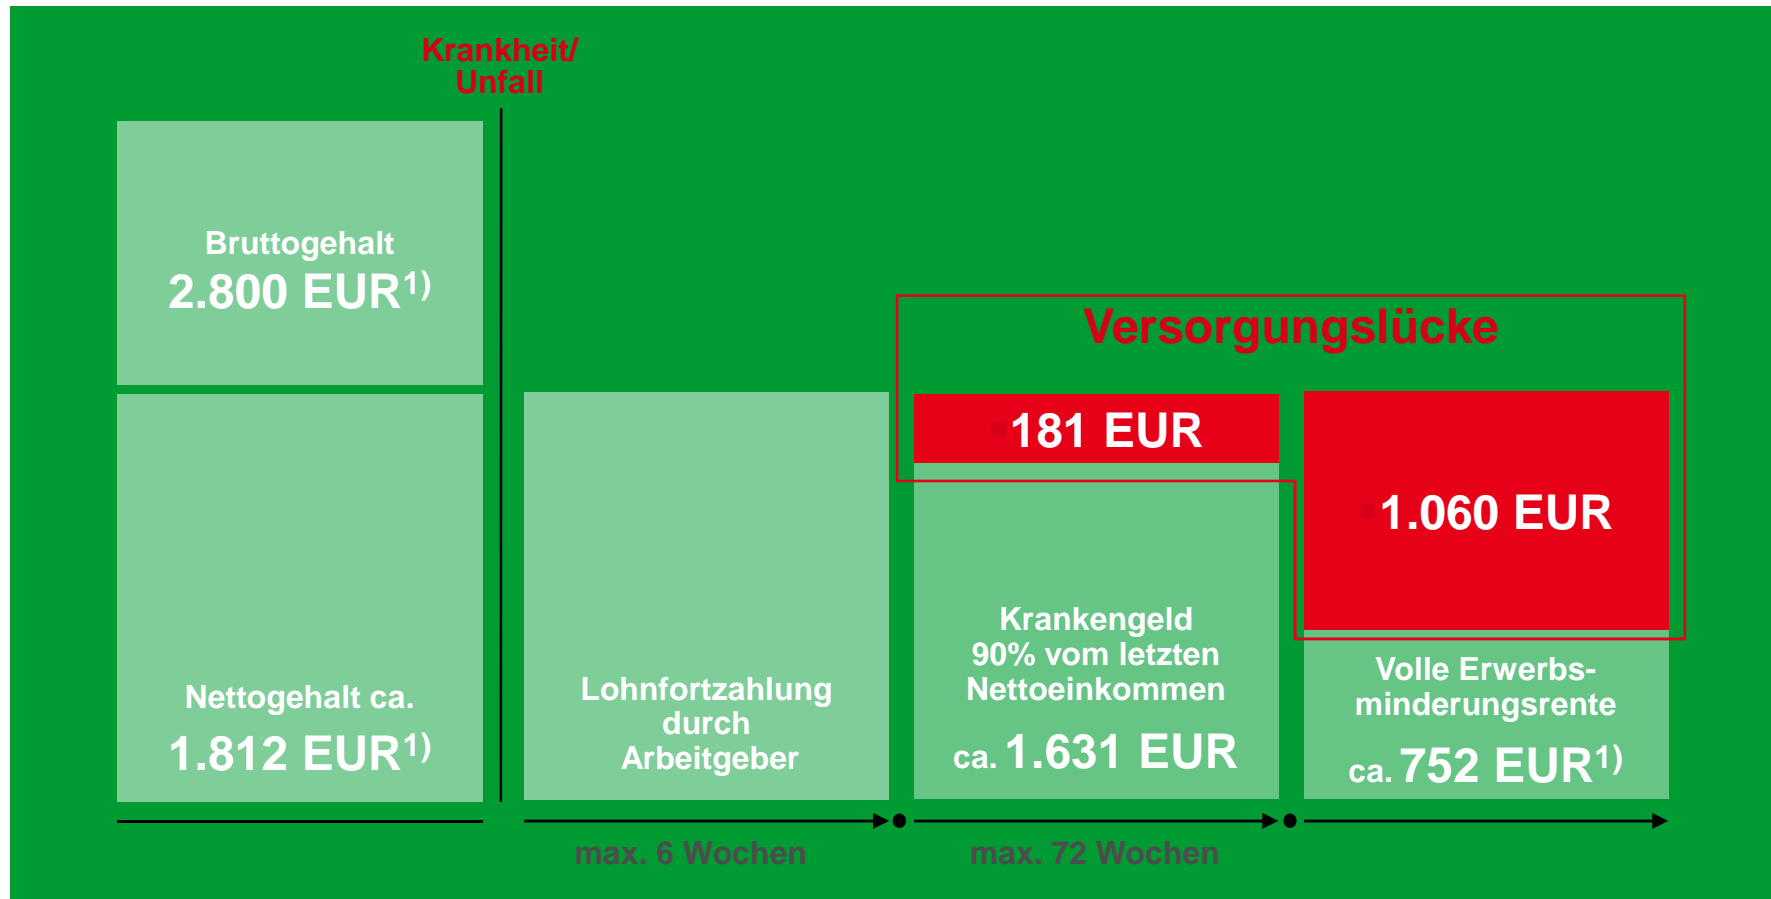 Krankheit/
Unfall
Bruttogehalt
2.800 EUR1)
Nettogehalt ca.
1.812 EUR1)
Lohnfortzahlung
durch
Arbeitgeber
Versorgungslücke
181 EUR
Krankengeld
90% vom letzten
Nettoeinkommen
ca. 1.631 EUR
1.060 EUR
Volle Erwerbs-
minderungsrente
ca. 752 EUR1)
max. 6 Wochen
max. 72 Wochen